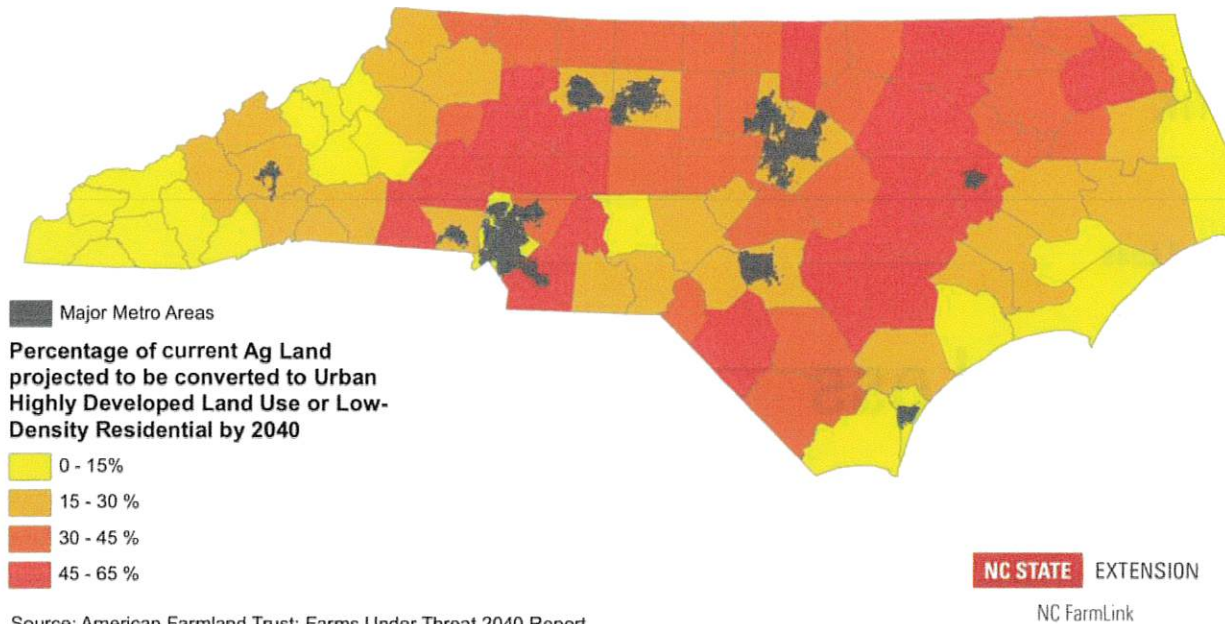 Major Metro Areas
Percentage of current Ag Land
projected to be converted to Urban
Highly Developed Land Use or Low-
Density Residential by 2040
0 - 15%
15 - 30 %
30 - 45 %
45 - 65 %
NC STATE EXTENSION
NC FarmLink
Source: American Farmland Trust: Farms Under Threat 2040 Report